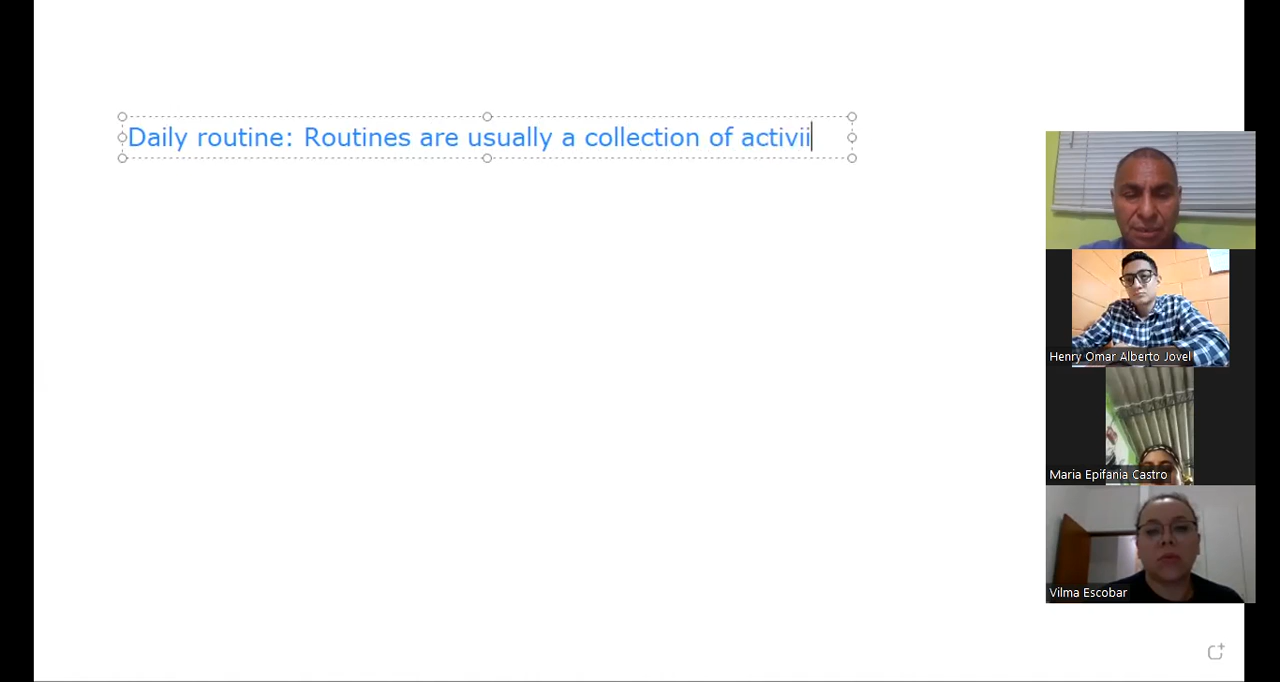 Daily routine: Routines are usually a collection of activii
Henry Omar Alberto Jovel
Maria Epifania Castro
Vilma Escobar